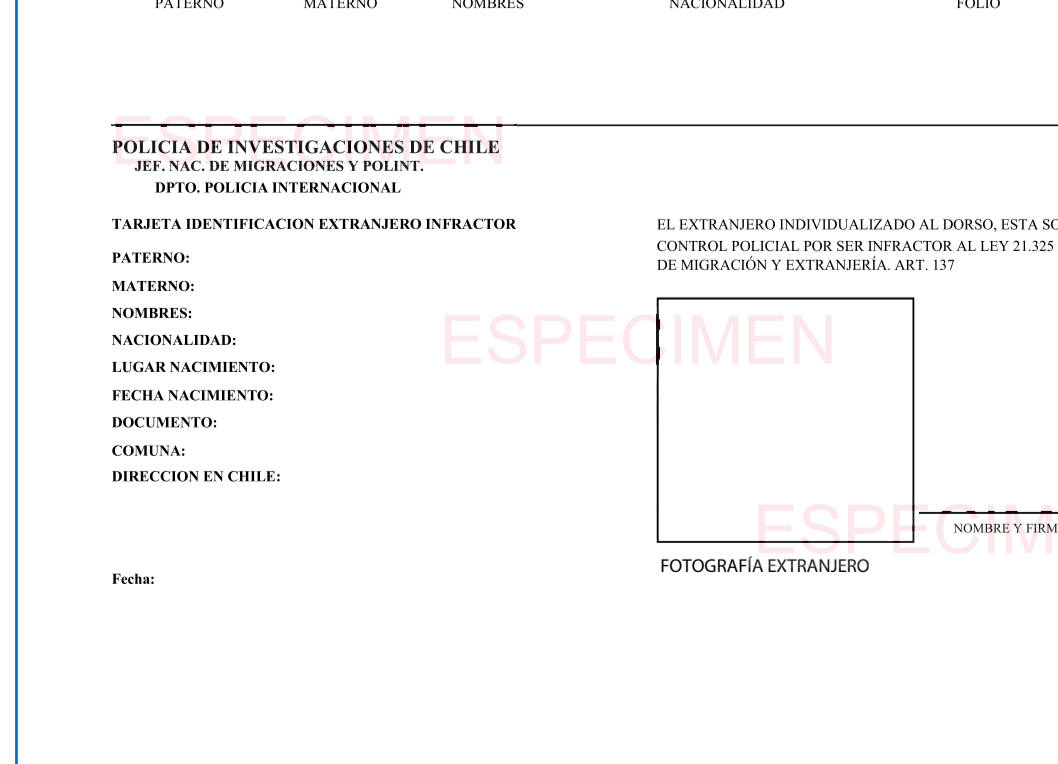 PATERNO MATERNO NOMBRES NACIONALIDAD FOLIO
ESPECIMEN
POLICIA DE INVESTIGACIONES DE CHILE
JEF. NAC. DE MIGRACIONES Y POLINT.
DPTO. POLICIA INTERNACIONAL
TARJETA IDENTIFICACION EXTRANJERO INFRACTOR
PATERNO:
MATERNO:
NOMBRES:
NACIONALIDAD:
LUGAR NACIMIENTO:
FECHA NACIMIENTO:
DOCUMENTO:
COMUNA:
DIRECCION EN CHILE:
Fecha:
EL EXTRANJERO INDIVIDUALIZADO AL DORSO, ESTA SO
CONTROL POLICIAL POR SER INFRACTOR AL LEY 21.325
DE MIGRACIÓN Y EXTRANJERÍA. ART. 137
ESPECIMEN
ESPECIM
NOMBRE Y FIRM
FOTOGRAFÍA EXTRANJERO